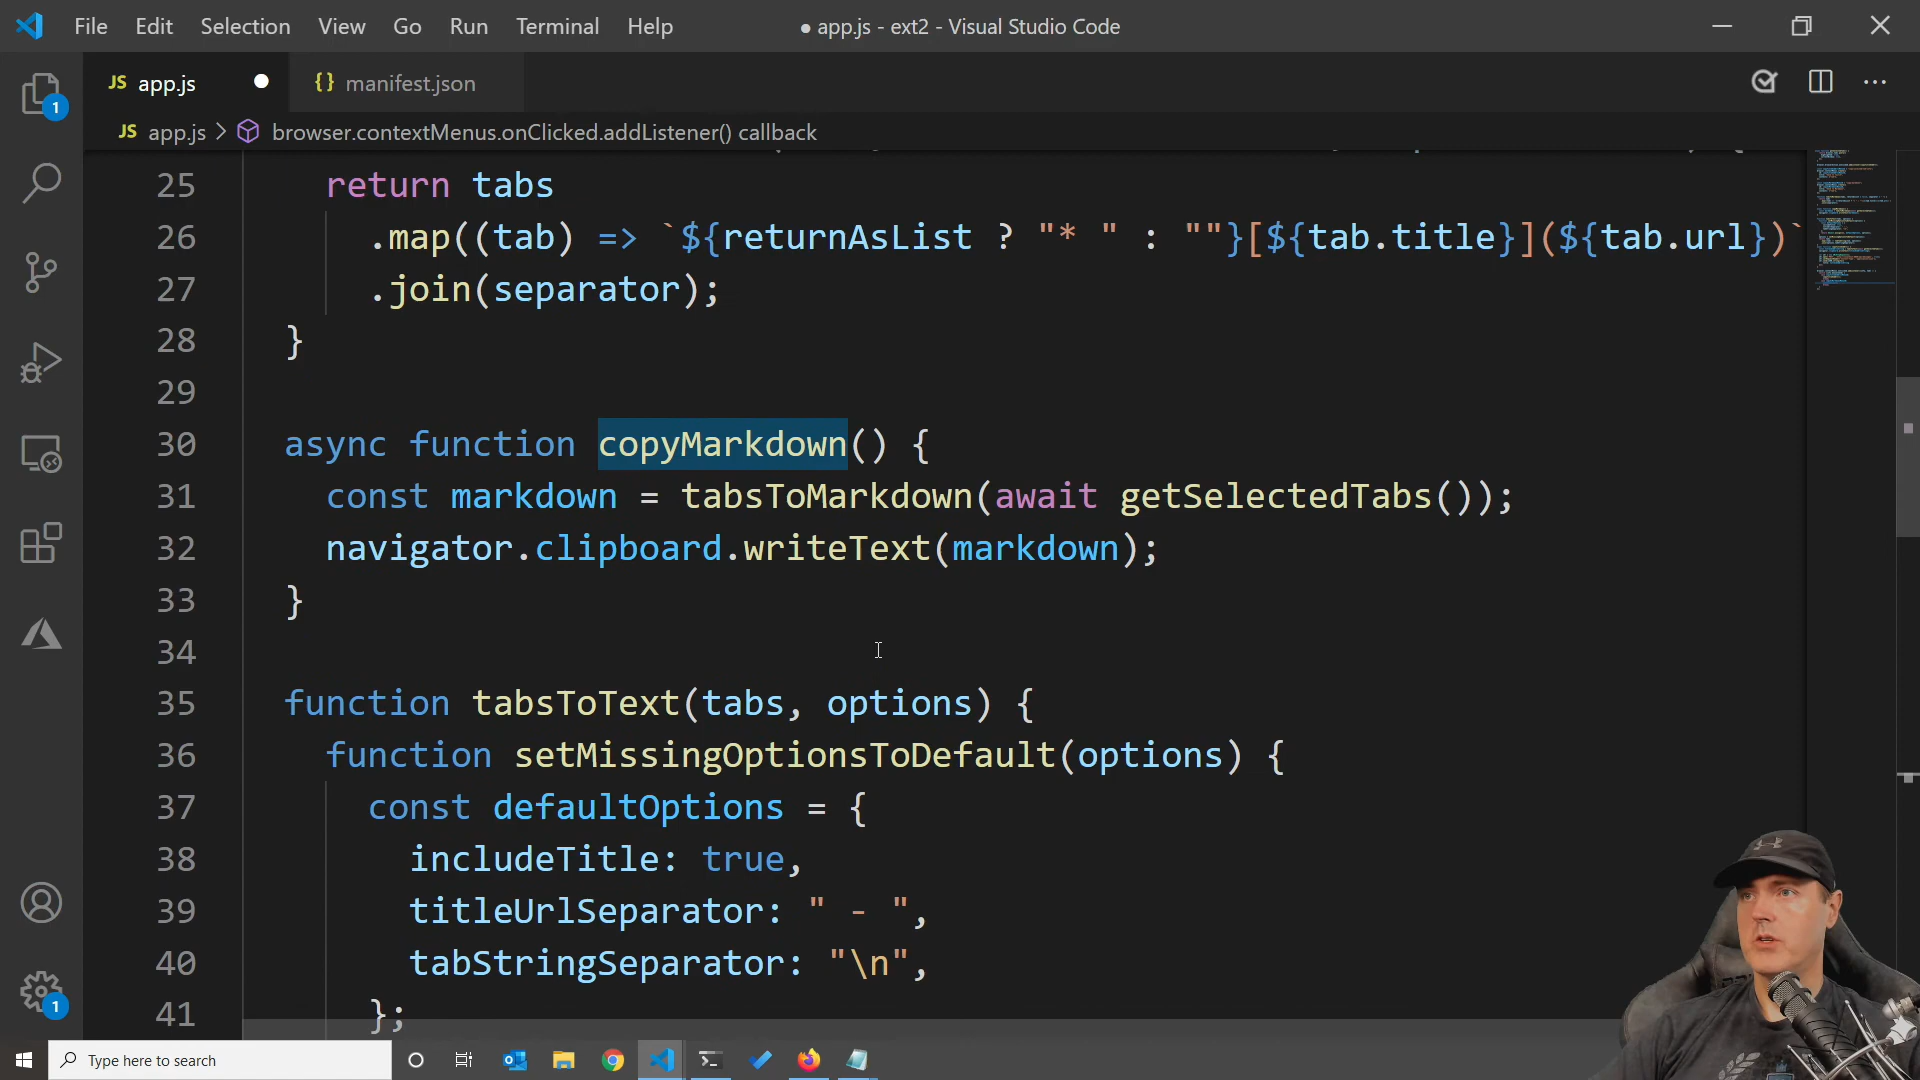 File Edit Selection View Go Run Terminal Help ● app.js - ext2 - Visual Studio Code
JS app.js ● {} manifest.json
1
JS app.js > browser.contextMenus.onClicked.addListener() callback
25 return tabs
26 .map((tab) => `${returnAsList ? "* " : ""}[${tab.title}](${tab.url})`
27 .join(separator);
28 }
29
30 async function copyMarkdown() {
31 const markdown = tabsToMarkdown(await getSelectedTabs());
32 navigator.clipboard.writeText(markdown);
33 }
34
35 function tabsToText(tabs, options) {
36 function setMissingOptionsToDefault(options) {
37 const defaultOptions = {
38 includeTitle: true,
39 titleUrlSeparator: " - ",
40 tabStringSeparator: "\n",
41 };
1
Type here to search